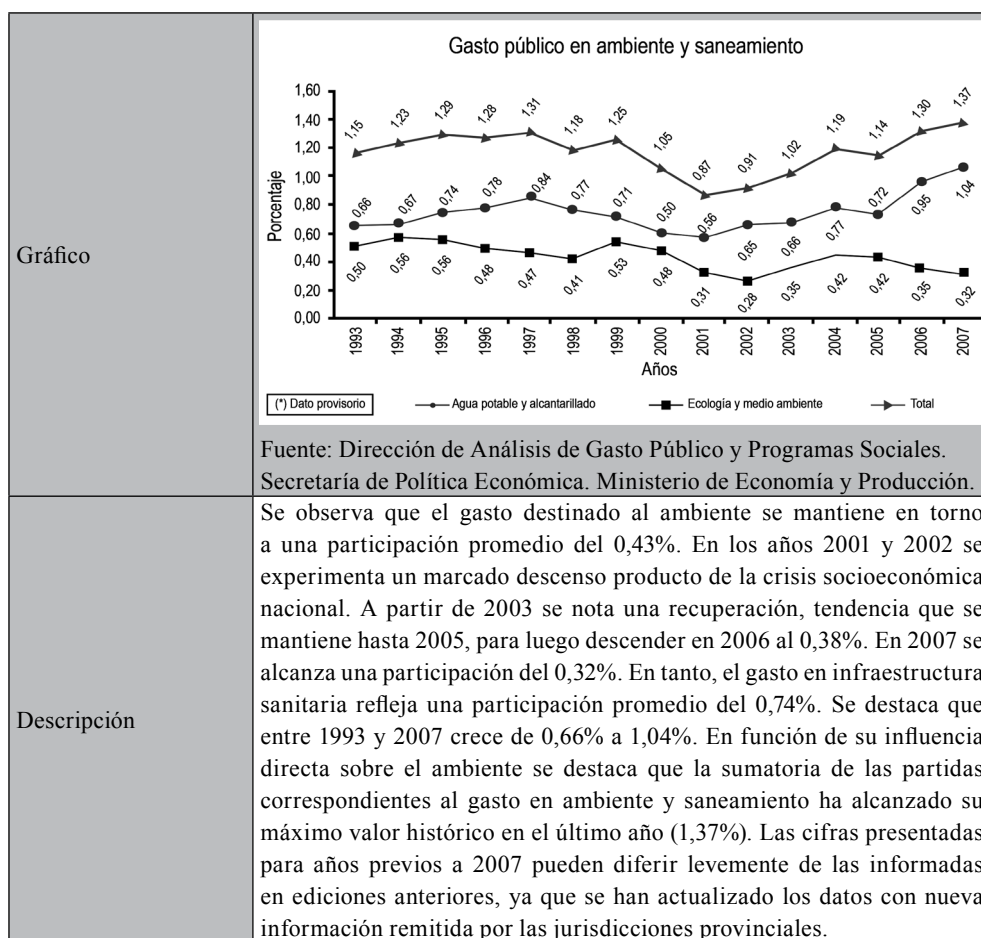 Gráfico
Gasto público en ambiente y saneamiento
Porcentaje
1,60
1,40
1,20
1,00
0,80
0,60
0,40
0,20
0,00
1,15 1,23 1,29 1,28 1,31 1,18 1,25 1,05 0,87 0,91 1,02 1,19 1,14 1,30 1,37
0,66 0,67 0,74 0,78 0,84 0,77 0,71 0,50 0,56 0,65 0,66 0,77 0,72 0,95 1,04
0,50 0,56 0,56 0,48 0,47 0,41 0,53 0,48 0,31 0,28 0,35 0,42 0,42 0,35 0,32
1993 1994 1995 1996 1997 1998 1999 2000 2001 2002 2003 2004 2005 2006 2007
Años
(*) Dato provisorio Agua potable y alcantarillado Ecología y medio ambiente Total
Fuente: Dirección de Análisis de Gasto Público y Programas Sociales.
Secretaría de Política Económica. Ministerio de Economía y Producción.
Descripción
Se observa que el gasto destinado al ambiente se mantiene en torno
a una participación promedio del 0,43%. En los años 2001 y 2002 se
experimenta un marcado descenso producto de la crisis socioeconómica
nacional. A partir de 2003 se nota una recuperación, tendencia que se
mantiene hasta 2005, para luego descender en 2006 al 0,38%. En 2007 se
alcanza una participación del 0,32%. En tanto, el gasto en infraestructura
sanitaria refleja una participación promedio del 0,74%. Se destaca que
entre 1993 y 2007 crece de 0,66% a 1,04%. En función de su influencia
directa sobre el ambiente se destaca que la sumatoria de las partidas
correspondientes al gasto en ambiente y saneamiento ha alcanzado su
máximo valor histórico en el último año (1,37%). Las cifras presentadas
para años previos a 2007 pueden diferir levemente de las informadas
en ediciones anteriores, ya que se han actualizado los datos con nueva
información remitida por las jurisdicciones provinciales.